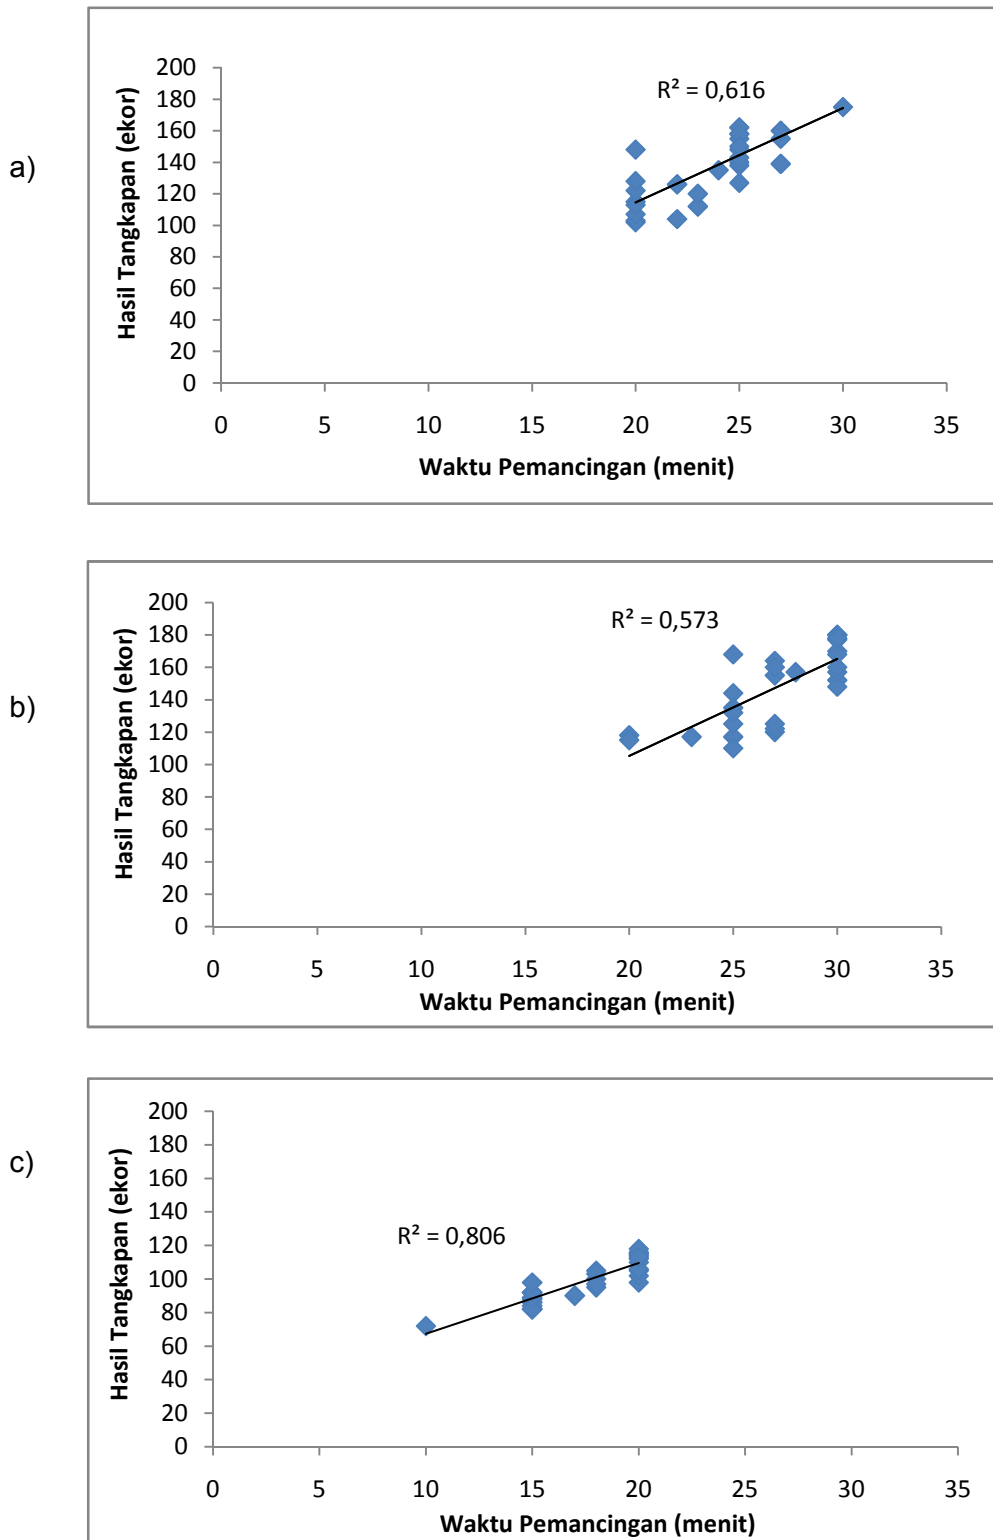 a)
R² = 0,616
Hasil Tangkapan (ekor)
200
180
160
140
120
100
80
60
40
20
0
0 5 10 15 20 25 30 35
Waktu Pemancingan (menit)
b)
R² = 0,573
Hasil Tangkapan (ekor)
200
180
160
140
120
100
80
60
40
20
0
0 5 10 15 20 25 30 35
Waktu Pemancingan (menit)
c)
R² = 0,806
Hasil Tangkapan (ekor)
200
180
160
140
120
100
80
60
40
20
0
0 5 10 15 20 25 30 35
Waktu Pemancingan (menit)